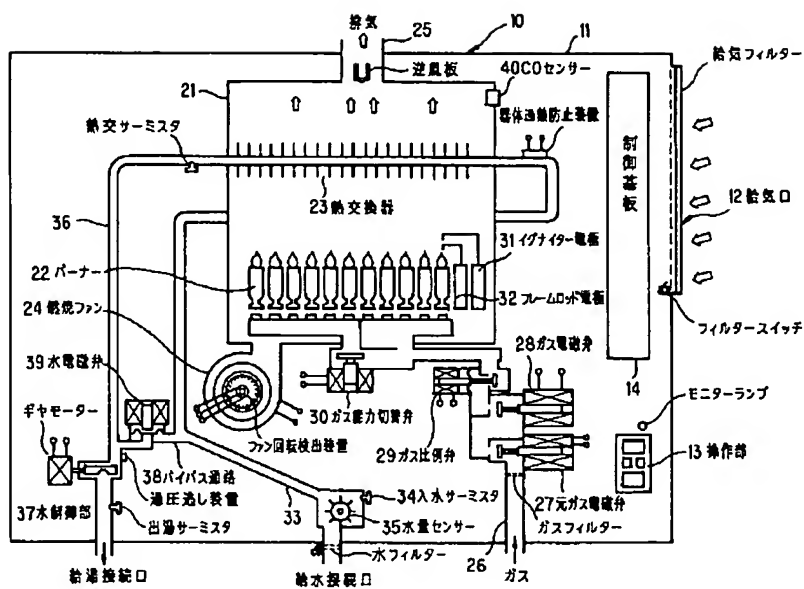 排気
25
10
11
給気フィルター
21
逆風板
40COセンサー
器体過熱防止装置
熱交サーミスタ
制御基板
23熱交換器
12給気口
36
31イグナイター電極
22バーナー
32フレームロッド電極
24燃焼ファン
フィルタースイッチ
39水電磁弁
28ガス電磁弁
14
モニターランプ
ギヤモーター
30ガス能力切替弁
ファン回転検出装置
29ガス比例弁
13操作部
38バイパス通路
過圧逃し装置
34入水サーミスタ
27元ガス電磁弁
37水制御部
33
35水量センサー
ガスフィルター
出湯サーミスタ
水フィルター
26
給湯接続口
給水接続口
ガス